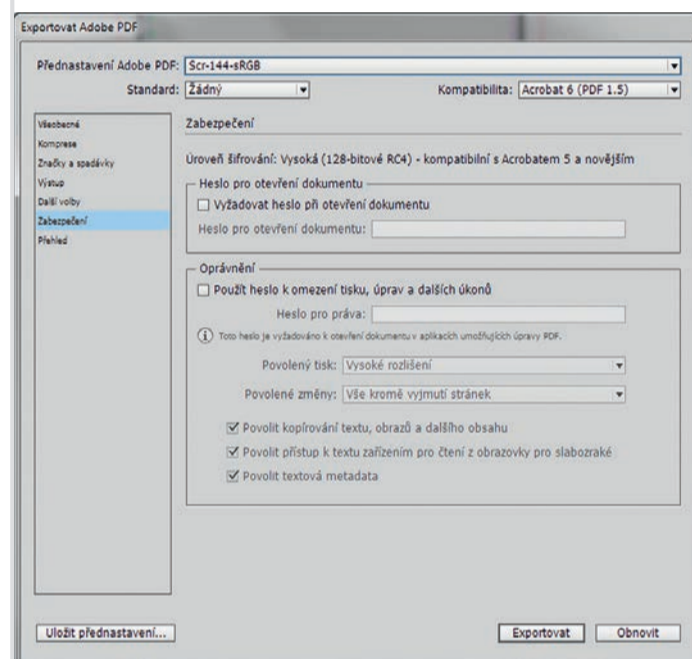 Exportovat Adobe PDF
Přednastavení Adobe PDF: Scr-144-sRGB
Standard: Žádný Kompatibilita: Acrobat 6 (PDF 1.5)
Všeobecné
Komprese
Značky a spadávky
Výstup
Další volby
Zabezpečení
Přehled
Zabezpečení
Úroveň šifrování: Vysoká (128-bitové RC4) - kompatibilní s Acrobatem 5 a novějším
Heslo pro otevření dokumentu
Vyžadovat heslo při otevření dokumentu
Heslo pro otevření dokumentu:
Oprávnění
Použít heslo k omezení tisku, úprav a dalších úkonů
Heslo pro práva:
Toto heslo je vyžadováno k otevření dokumentu v aplikacích umožňujících úpravy PDF.
Povolený tisk: Vysoké rozlišení
Povolené změny: Vše kromě vyjmutí stránek
Povolit kopírování textu, obrazů a dalšího obsahu
Povolit přístup k textu zařízením pro čtení z obrazovky pro slabozraké
Povolit textová metadata
Uložit přednastavení... Exportovat Obnovit